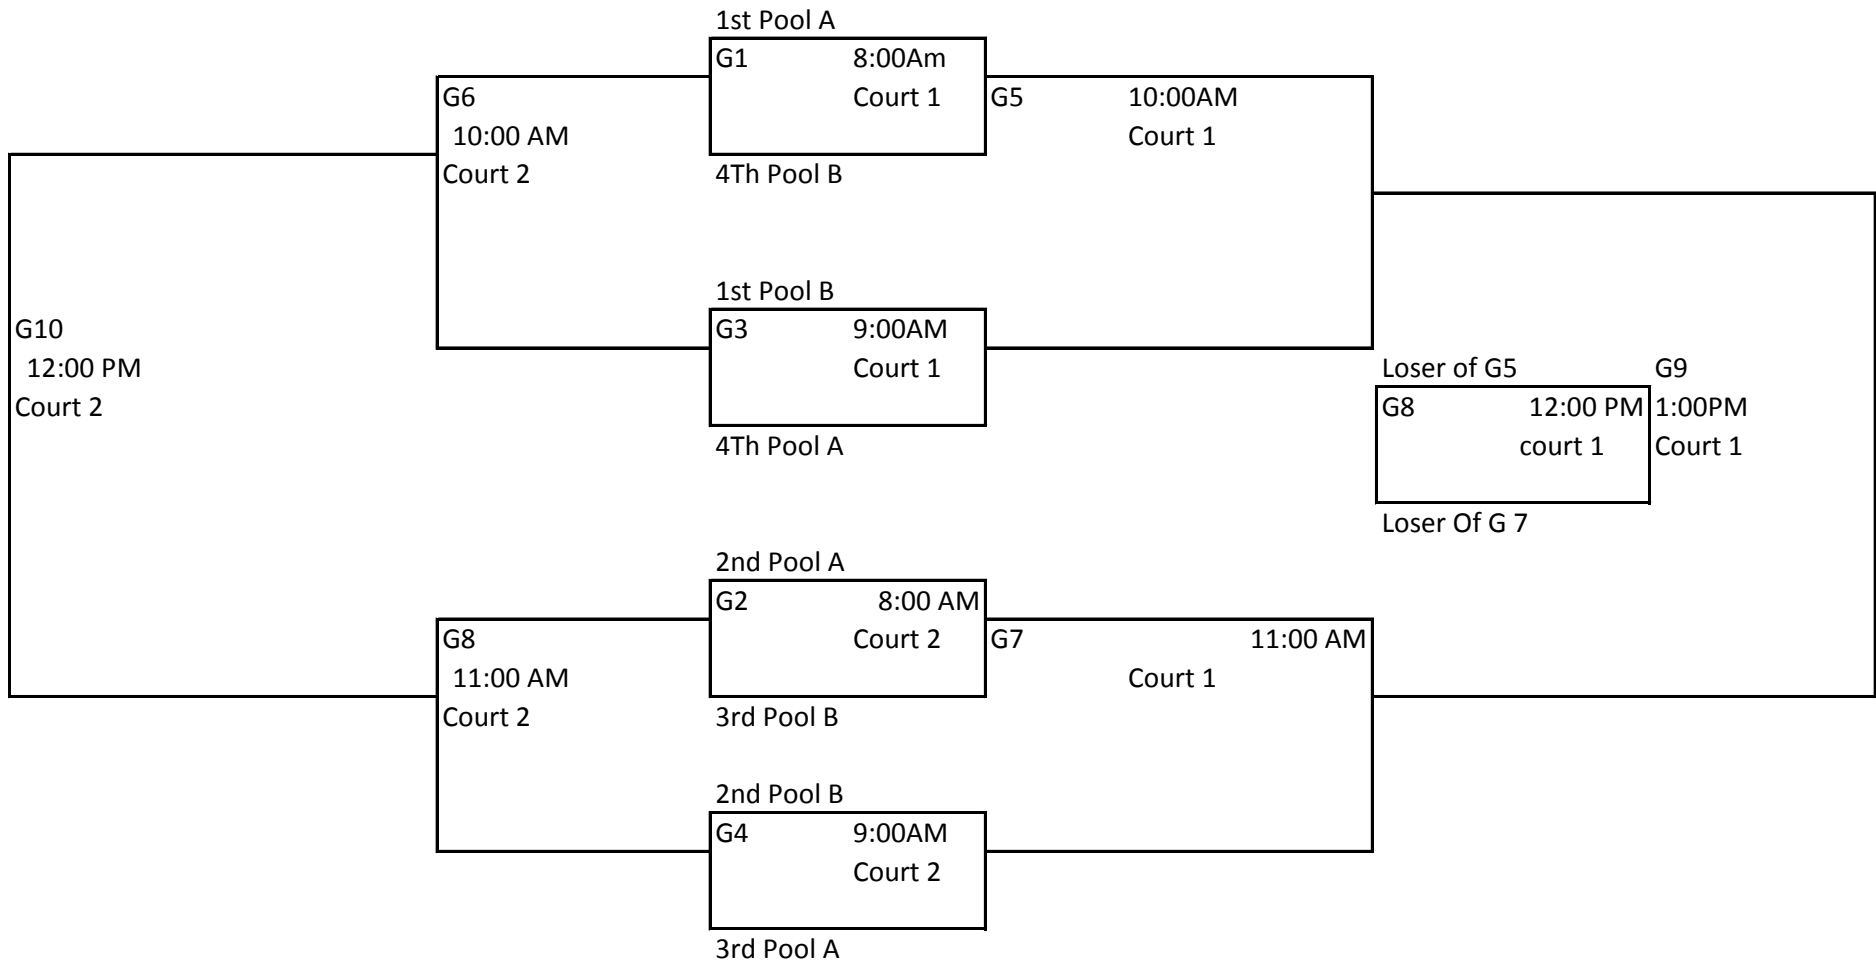 1st Pool A
G1 8:00Am
G6 Court 1 G5 10:00AM
10:00 AM Court 1
Court 2 4Th Pool B
1st Pool B
G10 G3 9:00AM
12:00 PM Court 1 Loser of G5 G9
Court 2 G8 12:00 PM 1:00PM
4Th Pool A court 1 Court 1
Loser Of G 7
2nd Pool A
G2 8:00 AM
G8 Court 2 G7 11:00 AM
11:00 AM Court 1
Court 2 3rd Pool B
2nd Pool B
G4 9:00AM
Court 2
3rd Pool A